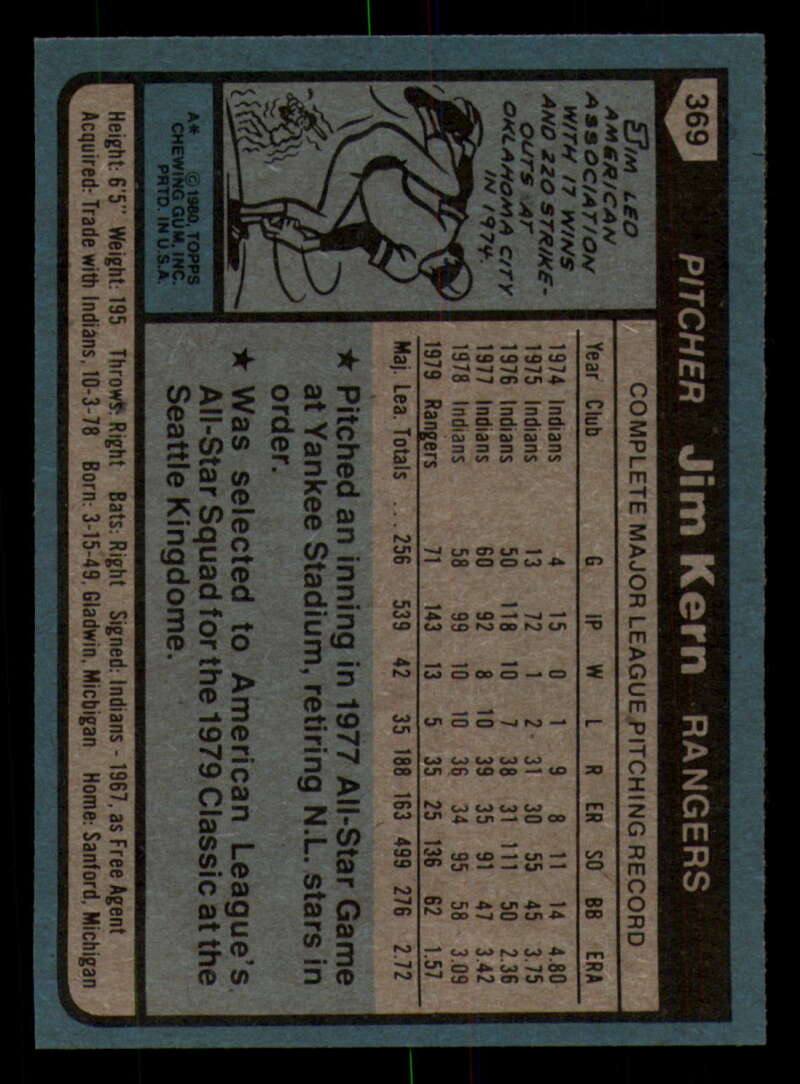 369 PITCHER Jim Kern RANGERS
JIM LED
AMERICAN
ASSOCIATION
WITH 17 WINS
AND 220 STRIKE-
OUTS AT
OKLAHOMA CITY
IN 1974.
A* © 1980, TOPPS
CHEWING GUM, INC.
PRTD. IN U.S.A.
COMPLETE MAJOR LEAGUE PITCHING RECORD
Year Club G IP W L R ER SO BB ERA
1974 Indians 4 15 0 1 9 8 11 14 4.80
1975 Indians 13 72 1 2 31 30 55 45 3.75
1976 Indians 50 118 10 7 38 31 111 50 2.36
1977 Indians 60 92 8 10 39 35 91 47 3.42
1978 Indians 58 99 10 10 36 34 95 58 3.09
1979 Rangers 71 143 13 5 35 25 136 62 1.57
Maj. Lea. Totals ... 256 539 42 35 188 163 499 276 2.72
★ Pitched an inning in 1977 All-Star Game
at Yankee Stadium, retiring N.L. stars in
order.
★ Was selected to American League's
All-Star Squad for the 1979 Classic at the
Seattle Kingdome.
Height: 6'5" Weight: 195 Throws: Right Bats: Right Signed: Indians - 1967, as Free Agent
Acquired: Trade with Indians, 10-3-78 Born: 3-15-49, Gladwin, Michigan Home: Sanford, Michigan